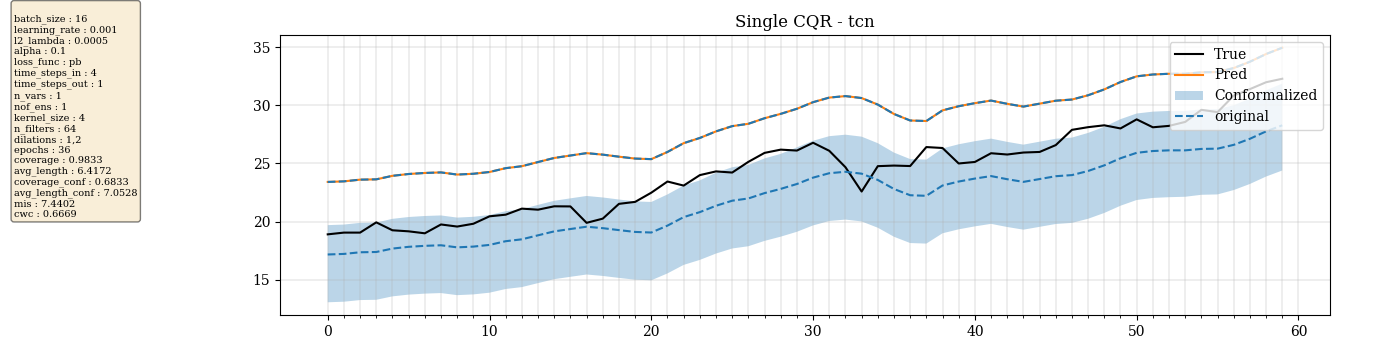 batch_size : 16
learning_rate : 0.001
l2_lambda : 0.0005
alpha : 0.1
loss_func : pb
time_steps_in : 4
time_steps_out : 1
n_vars : 1
nof_ens : 1
kernel_size : 4
n_filters : 64
dilations : 1,2
epochs : 36
coverage : 0.9833
avg_length : 6.4172
coverage_conf : 0.6833
avg_length_conf : 7.0528
mis : 7.4402
cwc : 0.6669
Single CQR - tcn
35
30
25
20
15
0 10 20 30 40 50 60
True
Pred
Conformalized
original